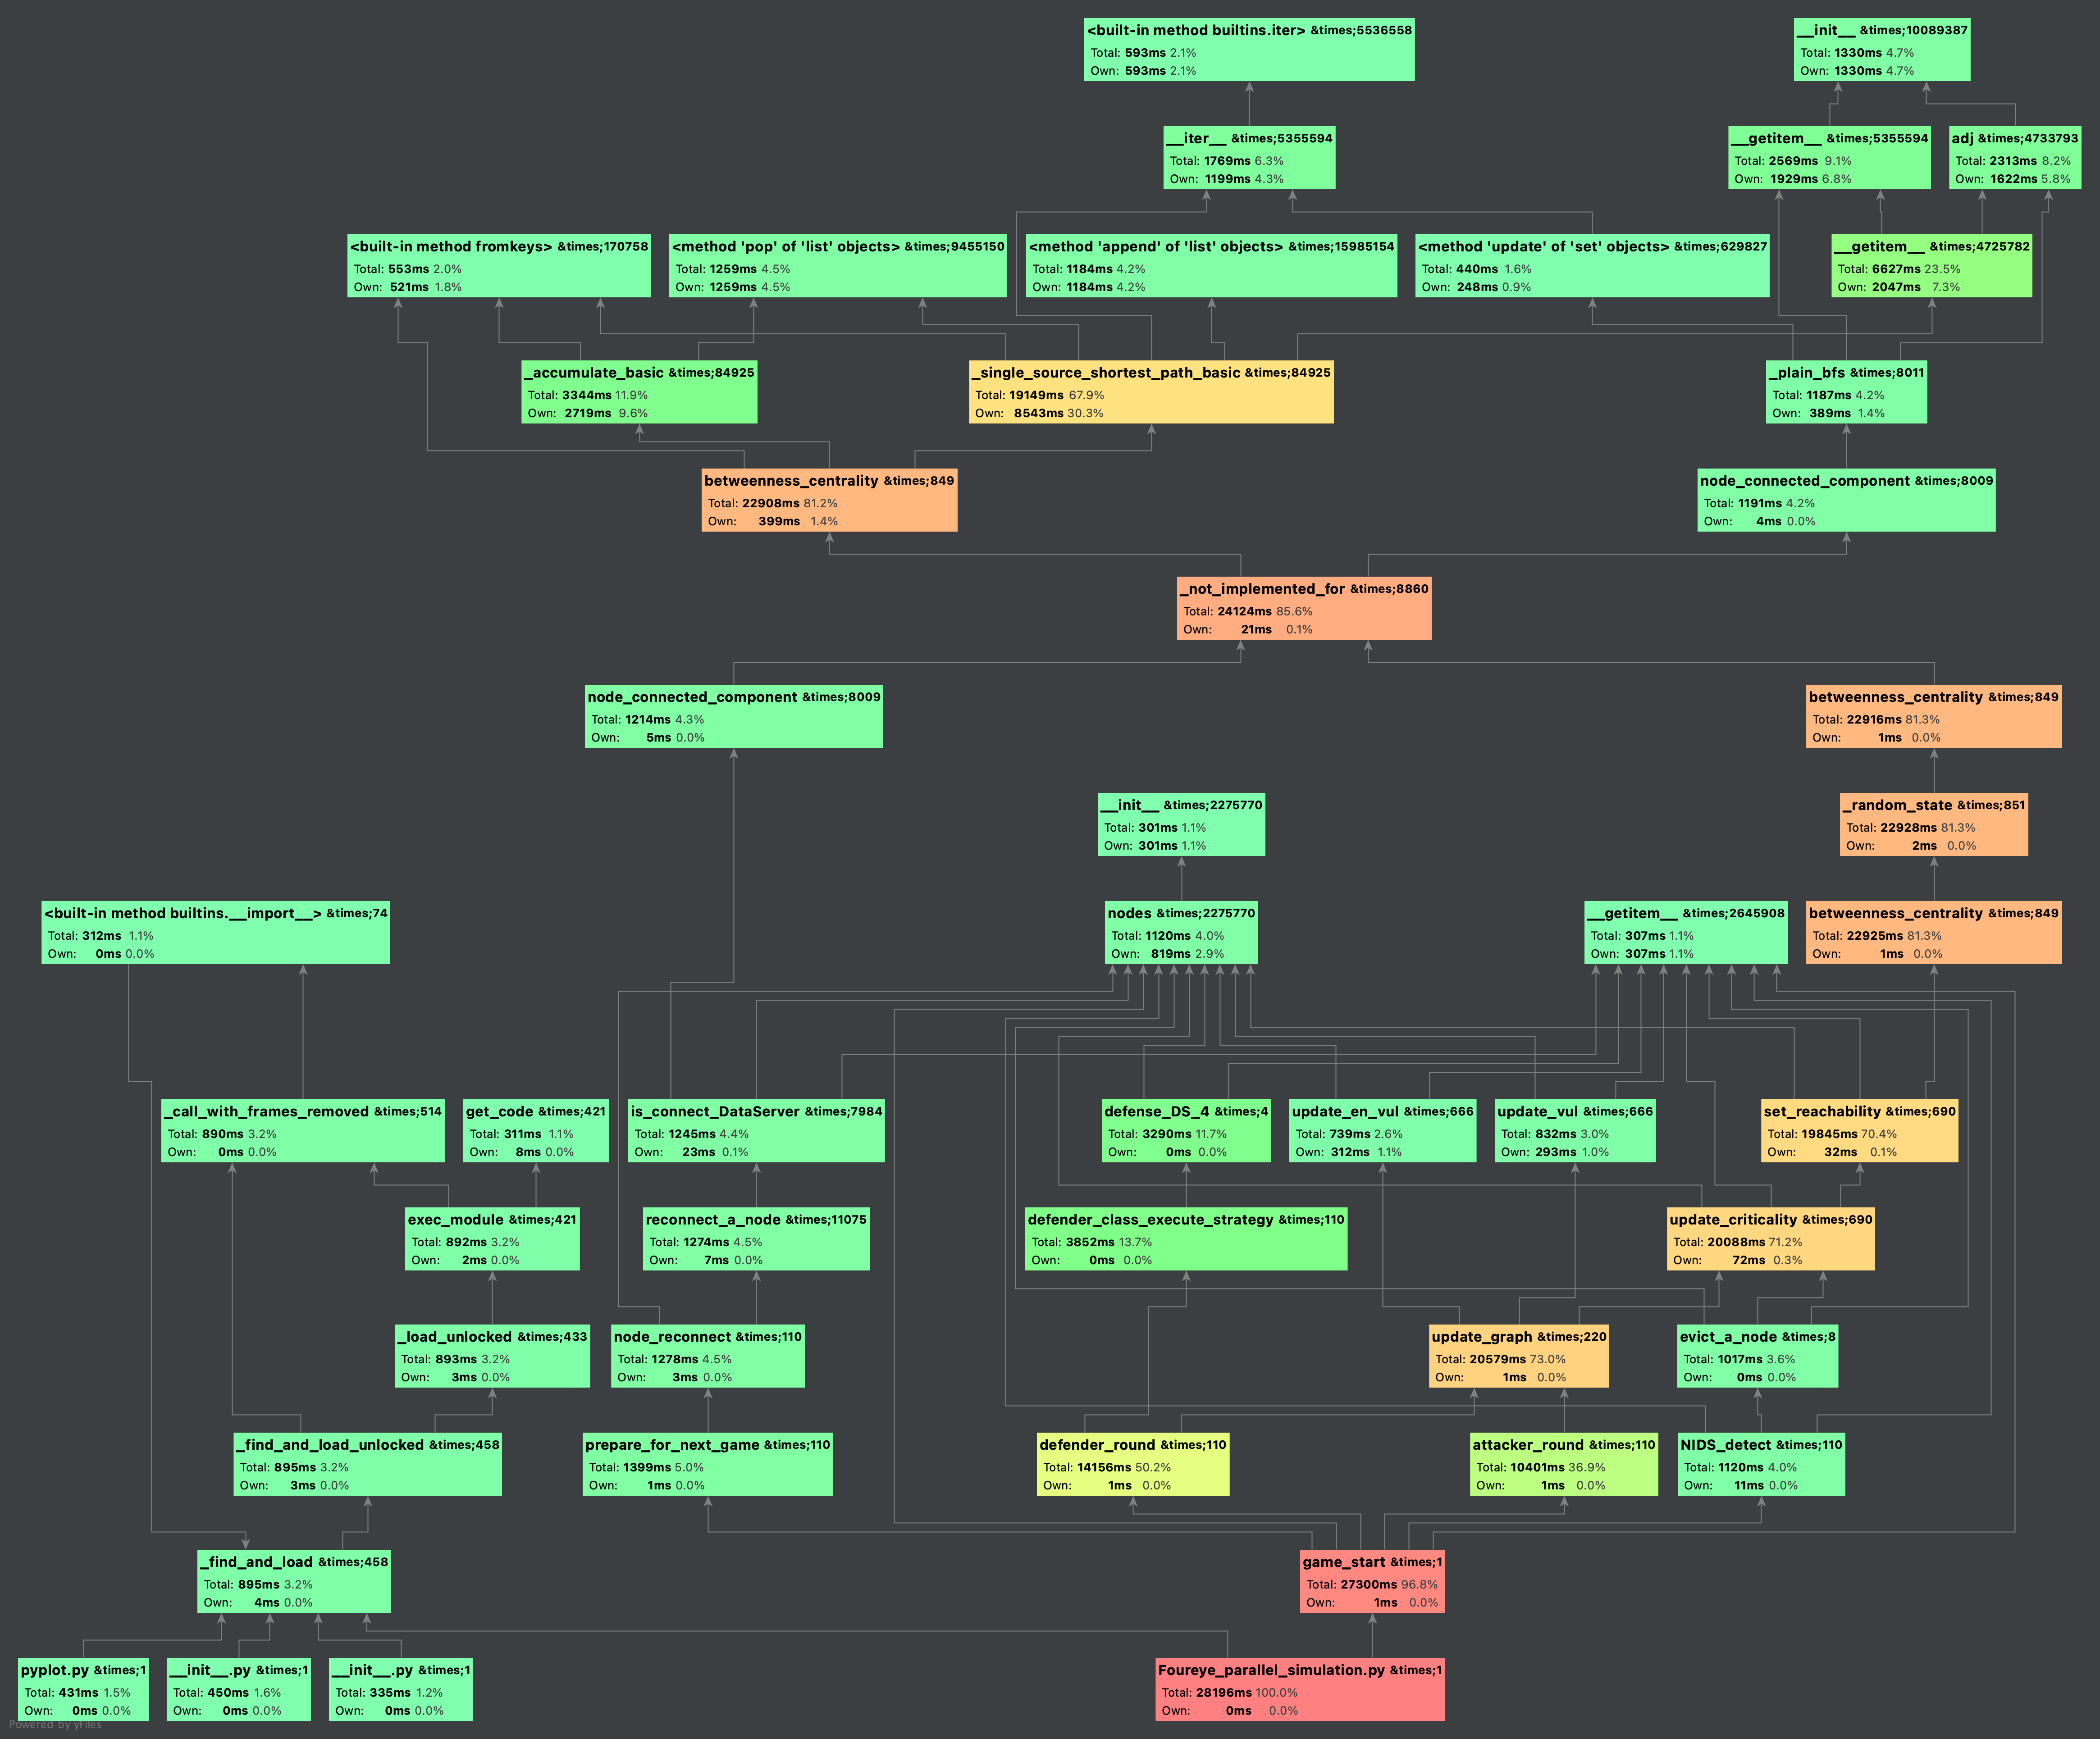 <built-in method builtins.iter> &times;5536558
Total: 593ms 2.1%
Own: 593ms 2.1%
__init__ &times;10089387
Total: 1330ms 4.7%
Own: 1330ms 4.7%
__iter__ &times;5355594
Total: 1769ms 6.3%
Own: 1199ms 4.3%
__getitem__ &times;5355594
Total: 2569ms 9.1%
Own: 1929ms 6.8%
adj &times;4733793
Total: 2313ms 8.2%
Own: 1622ms 5.8%
<built-in method fromkeys> &times;170758
Total: 553ms 2.0%
Own: 521ms 1.8%
<method 'pop' of 'list' objects> &times;9455150
Total: 1259ms 4.5%
Own: 1259ms 4.5%
<method 'append' of 'list' objects> &times;15985154
Total: 1184ms 4.2%
Own: 1184ms 4.2%
<method 'update' of 'set' objects> &times;629827
Total: 440ms 1.6%
Own: 248ms 0.9%
__getitem__ &times;4725782
Total: 6627ms 23.5%
Own: 2047ms 7.3%
_accumulate_basic &times;84925
Total: 3344ms 11.9%
Own: 2719ms 9.6%
_single_source_shortest_path_basic &times;84925
Total: 19149ms 67.9%
Own: 8543ms 30.3%
_plain_bfs &times;8011
Total: 1187ms 4.2%
Own: 389ms 1.4%
betweenness_centrality &times;849
Total: 22908ms 81.2%
Own: 399ms 1.4%
node_connected_component &times;8009
Total: 1191ms 4.2%
Own: 4ms 0.0%
_not_implemented_for &times;8860
Total: 24124ms 85.6%
Own: 21ms 0.1%
node_connected_component &times;8009
Total: 1214ms 4.3%
Own: 5ms 0.0%
betweenness_centrality &times;849
Total: 22916ms 81.3%
Own: 1ms 0.0%
__init__ &times;2275770
Total: 301ms 1.1%
Own: 301ms 1.1%
_random_state &times;851
Total: 22928ms 81.3%
Own: 2ms 0.0%
<built-in method builtins.__import__> &times;74
Total: 312ms 1.1%
Own: 0ms 0.0%
nodes &times;2275770
Total: 1120ms 4.0%
Own: 819ms 2.9%
__getitem__ &times;2645908
Total: 307ms 1.1%
Own: 307ms 1.1%
betweenness_centrality &times;849
Total: 22925ms 81.3%
Own: 1ms 0.0%
_call_with_frames_removed &times;514
Total: 890ms 3.2%
Own: 0ms 0.0%
get_code &times;421
Total: 311ms 1.1%
Own: 8ms 0.0%
is_connect_DataServer &times;7984
Total: 1245ms 4.4%
Own: 23ms 0.1%
defense_DS_4 &times;4
Total: 3290ms 11.7%
Own: 0ms 0.0%
update_en_vul &times;666
Total: 739ms 2.6%
Own: 312ms 1.1%
update_vul &times;666
Total: 832ms 3.0%
Own: 293ms 1.0%
set_reachability &times;690
Total: 19845ms 70.4%
Own: 32ms 0.1%
exec_module &times;421
Total: 892ms 3.2%
Own: 2ms 0.0%
reconnect_a_node &times;11075
Total: 1274ms 4.5%
Own: 7ms 0.0%
defender_class_execute_strategy &times;110
Total: 3852ms 13.7%
Own: 0ms 0.0%
update_criticality &times;690
Total: 20088ms 71.2%
Own: 72ms 0.3%
_load_unlocked &times;433
Total: 893ms 3.2%
Own: 3ms 0.0%
node_reconnect &times;110
Total: 1278ms 4.5%
Own: 3ms 0.0%
update_graph &times;220
Total: 20579ms 73.0%
Own: 1ms 0.0%
evict_a_node &times;8
Total: 1017ms 3.6%
Own: 0ms 0.0%
_find_and_load_unlocked &times;458
Total: 895ms 3.2%
Own: 3ms 0.0%
prepare_for_next_game &times;110
Total: 1399ms 5.0%
Own: 1ms 0.0%
defender_round &times;110
Total: 14156ms 50.2%
Own: 1ms 0.0%
attacker_round &times;110
Total: 10401ms 36.9%
Own: 1ms 0.0%
NIDS_detect &times;110
Total: 1120ms 4.0%
Own: 11ms 0.0%
_find_and_load &times;458
Total: 895ms 3.2%
Own: 4ms 0.0%
game_start &times;1
Total: 27300ms 96.8%
Own: 1ms 0.0%
pyplot.py &times;1
Total: 431ms 1.5%
Own: 0ms 0.0%
__init__.py &times;1
Total: 450ms 1.6%
Own: 0ms 0.0%
__init__.py &times;1
Total: 335ms 1.2%
Own: 0ms 0.0%
Foureye_parallel_simulation.py &times;1
Total: 28196ms 100.0%
Own: 0ms 0.0%
Powered by yFiles